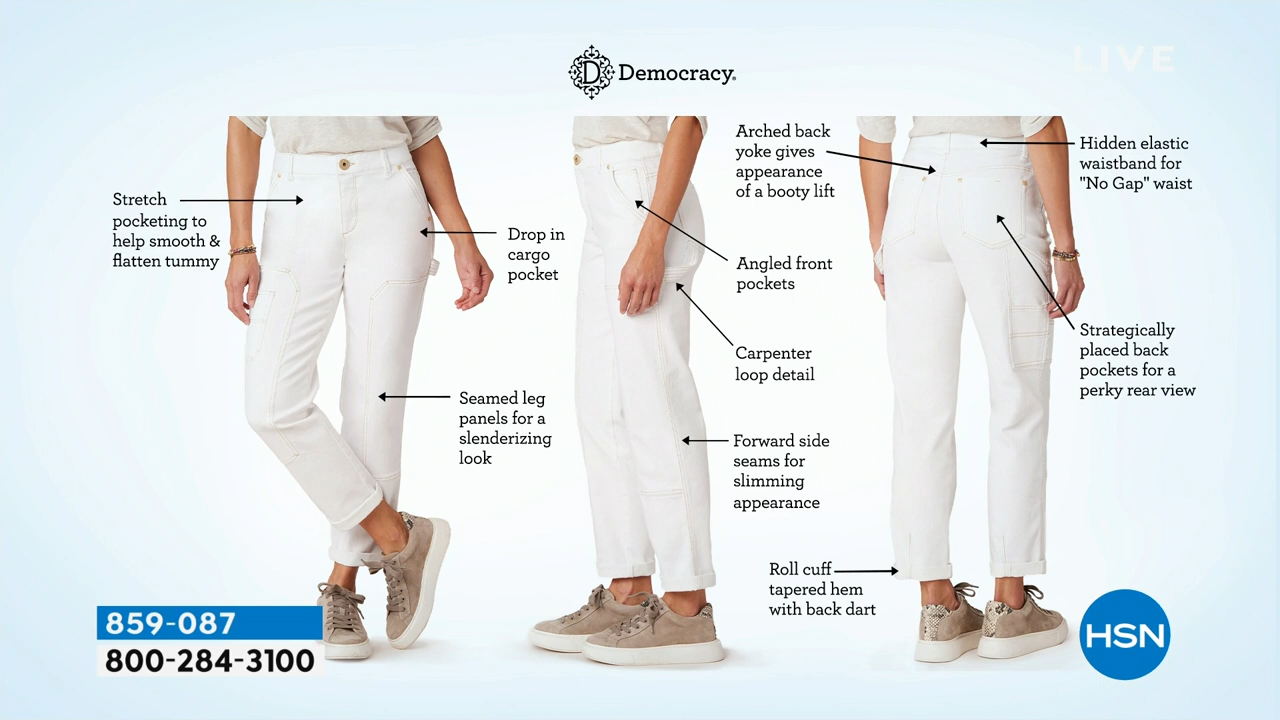 D Democracy®
LIVE
Stretch
pocketing to
help smooth &
flatten tummy
Drop in
cargo
pocket
Seamed leg
panels for a
slenderizing
look
Arched back
yoke gives
appearance
of a booty lift
Angled front
pockets
Carpenter
loop detail
Forward side
seams for
slimming
appearance
Roll cuff
tapered hem
with back dart
Hidden elastic
waistband for
"No Gap" waist
Strategically
placed back
pockets for a
perky rear view
859-087
800-284-3100
HSN